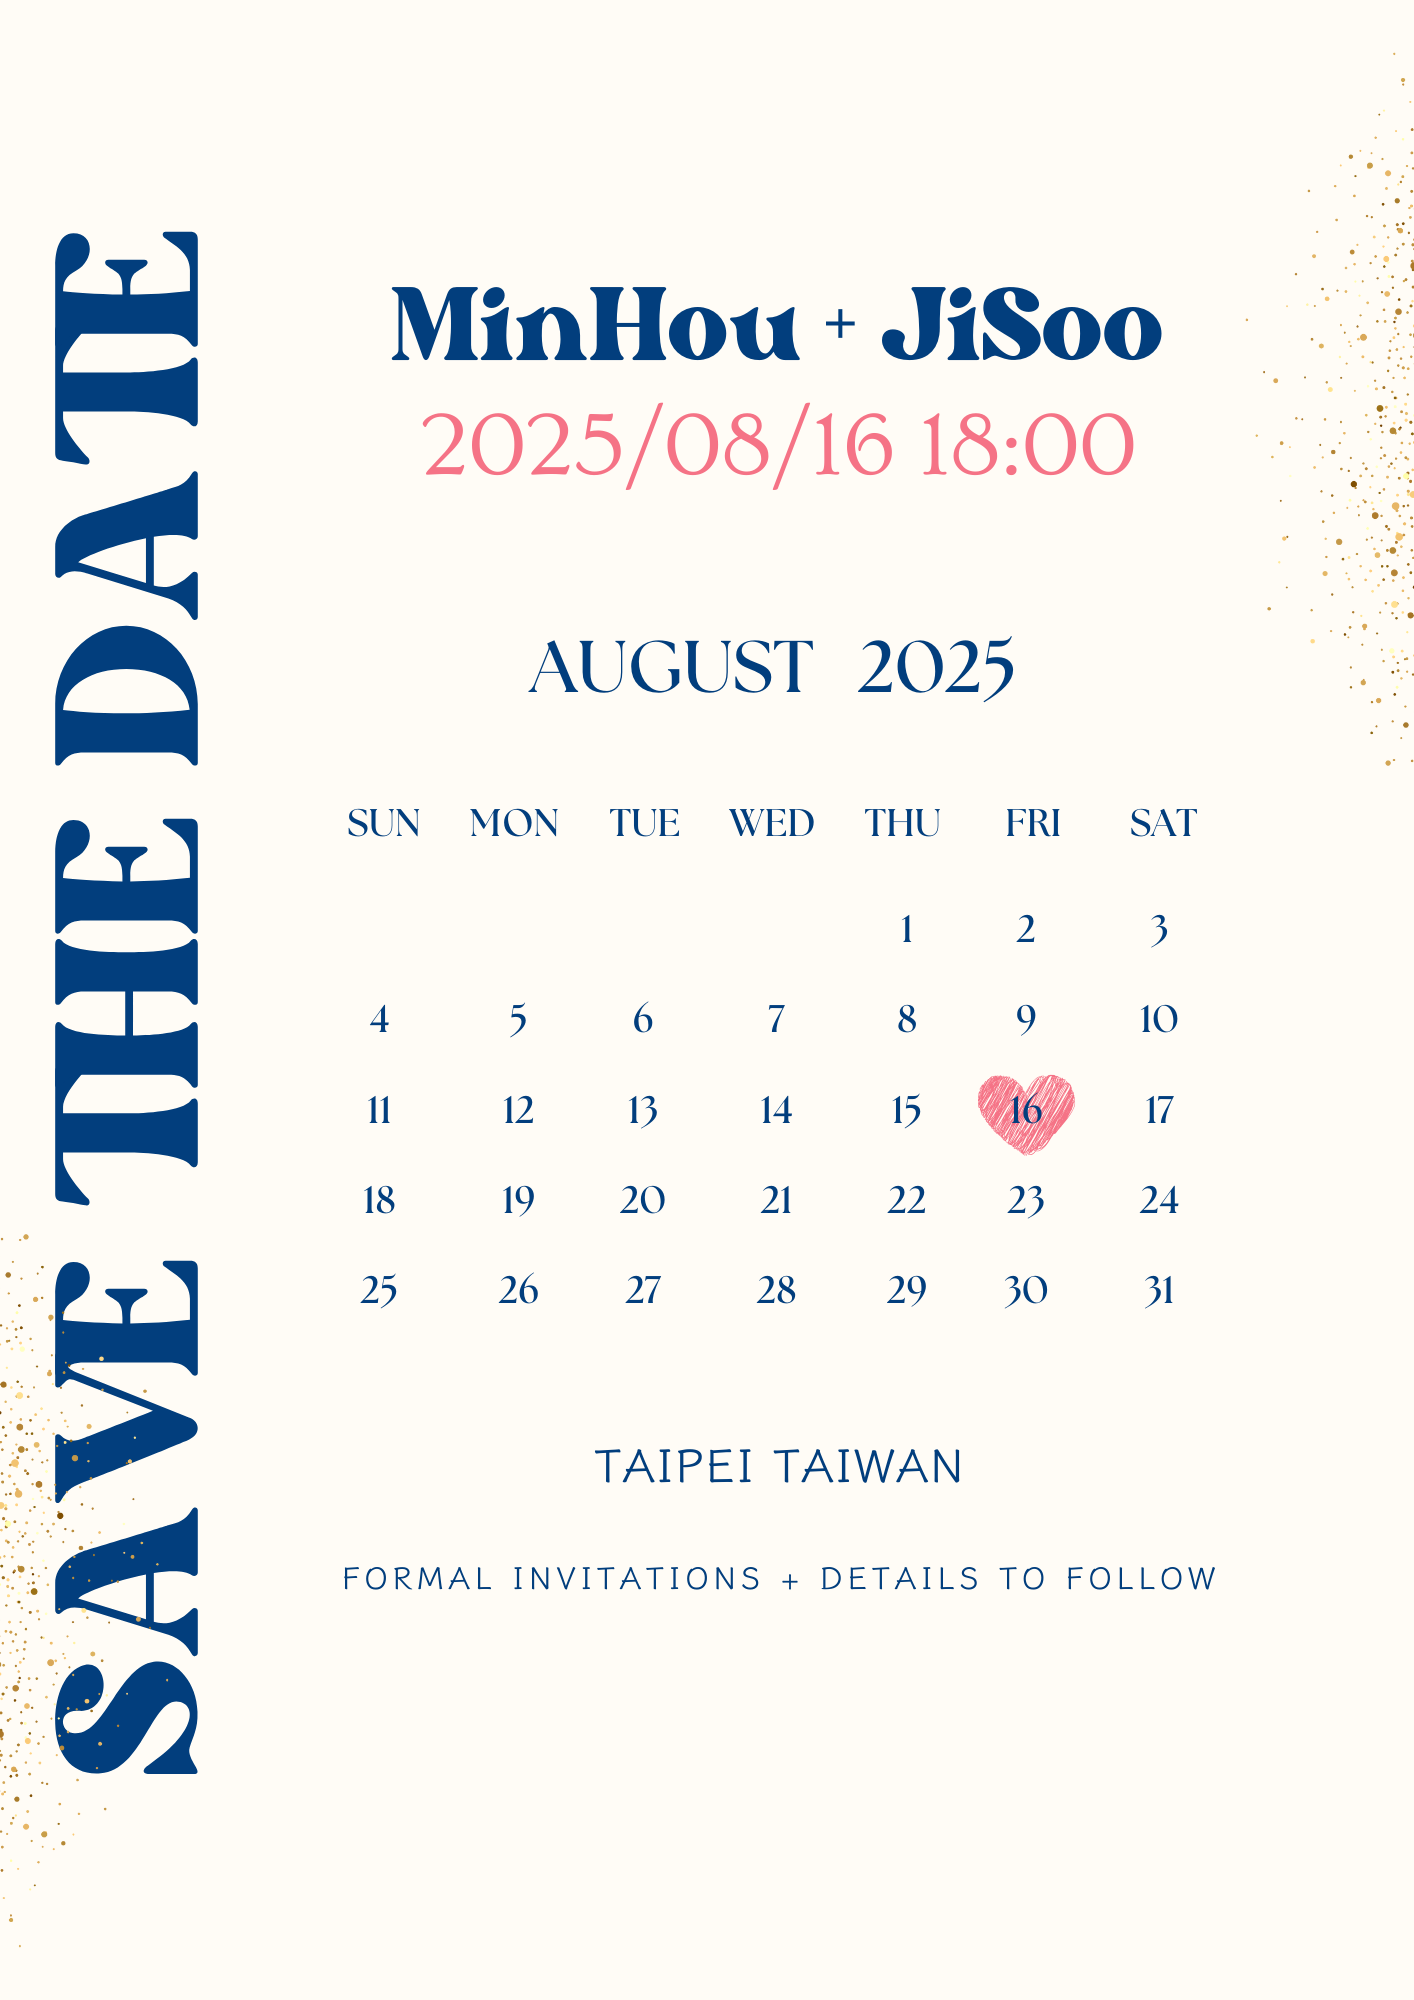 SAVE THE DATE
MinHou + JiSoo
2025/08/16 18:00
AUGUST 2025
SUN MON TUE WED THU FRI SAT
1 2 3
4 5 6 7 8 9 10
11 12 13 14 15 16 17
18 19 20 21 22 23 24
25 26 27 28 29 30 31
TAIPEI TAIWAN
FORMAL INVITATIONS + DETAILS TO FOLLOW